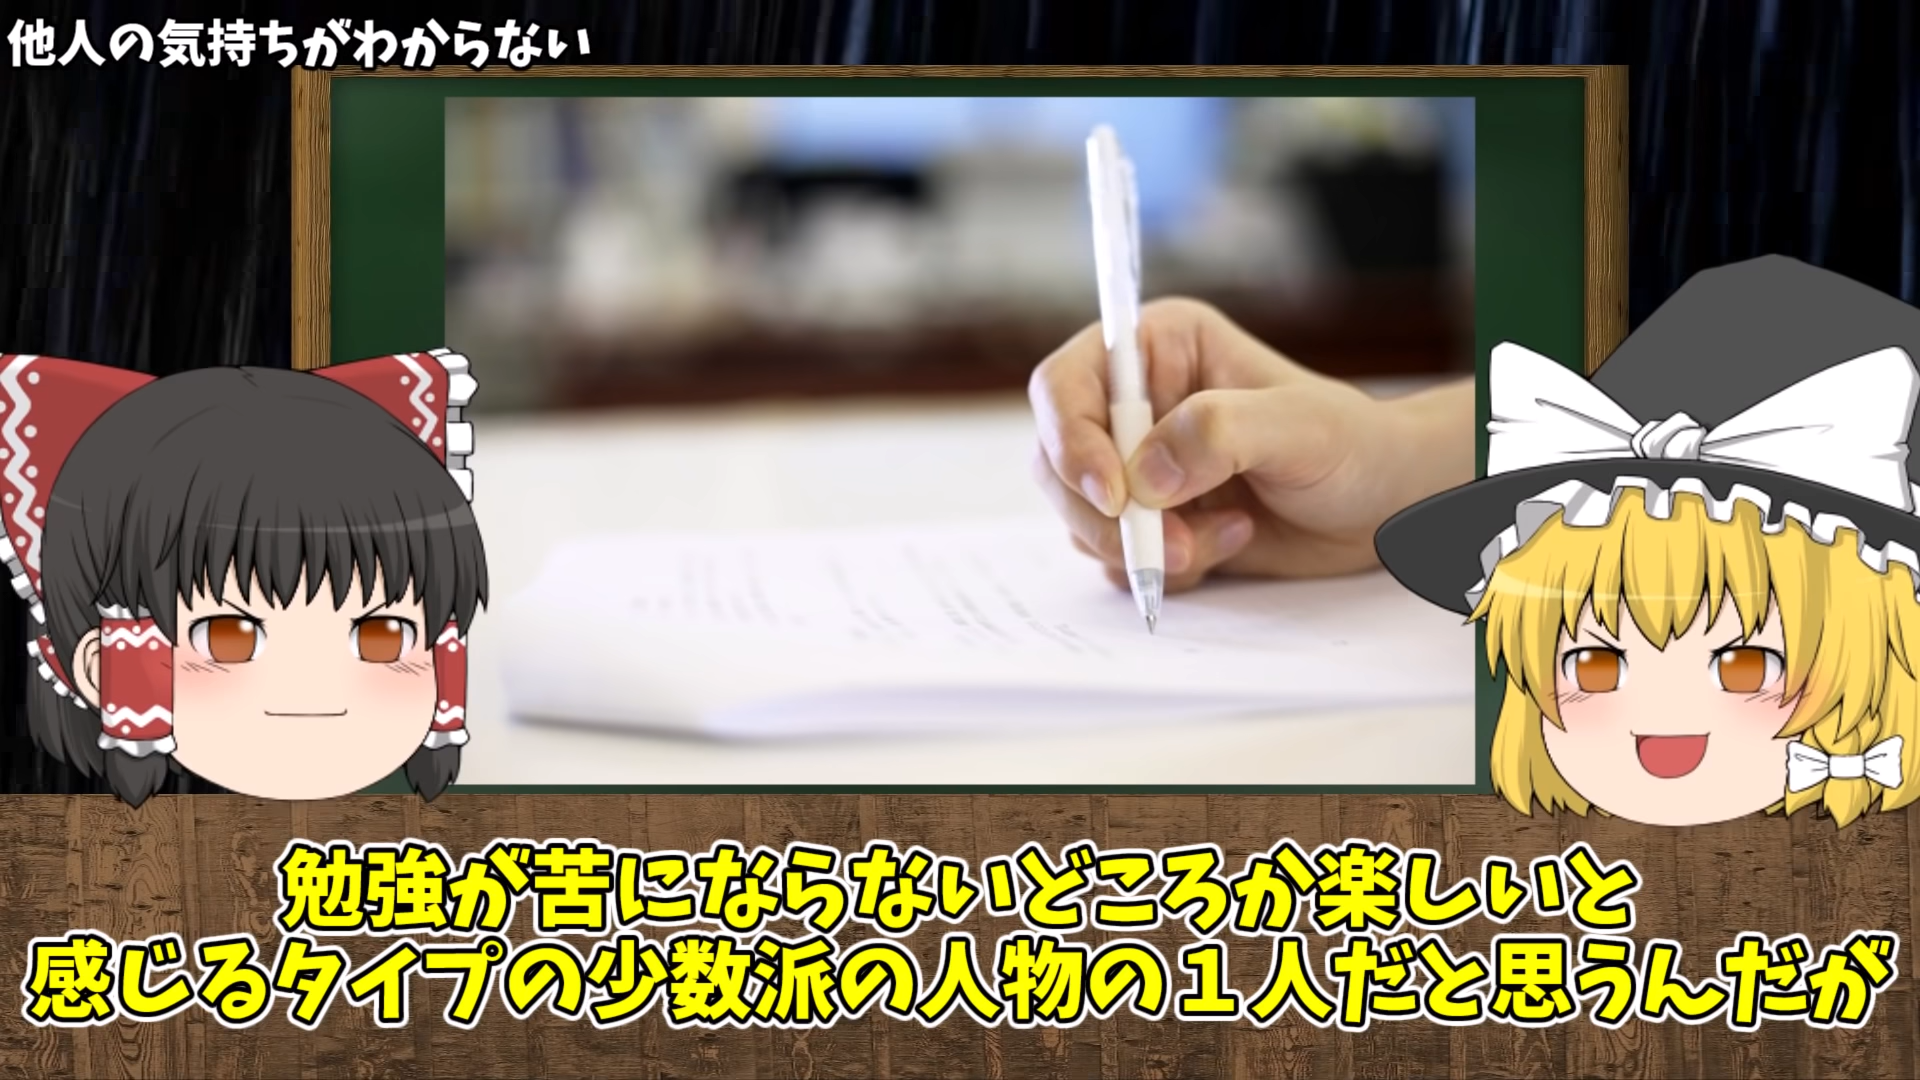 他人の気持ちがわからない
勉強が苦にならないどころか楽しいと
感じるタイプの少数派の人物の１人だと思うんだが